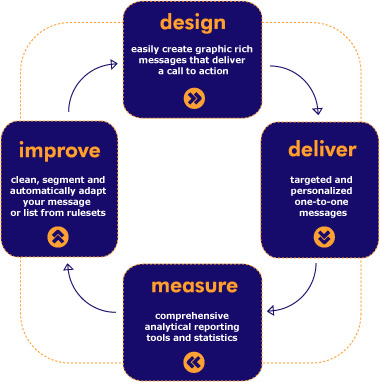 design
easily create graphic rich
messages that deliver
a call to action
deliver
targeted and
personalized
one-to-one
messages
measure
comprehensive
analytical reporting
tools and statistics
improve
clean, segment and
automatically adapt
your message
or list from rulesets